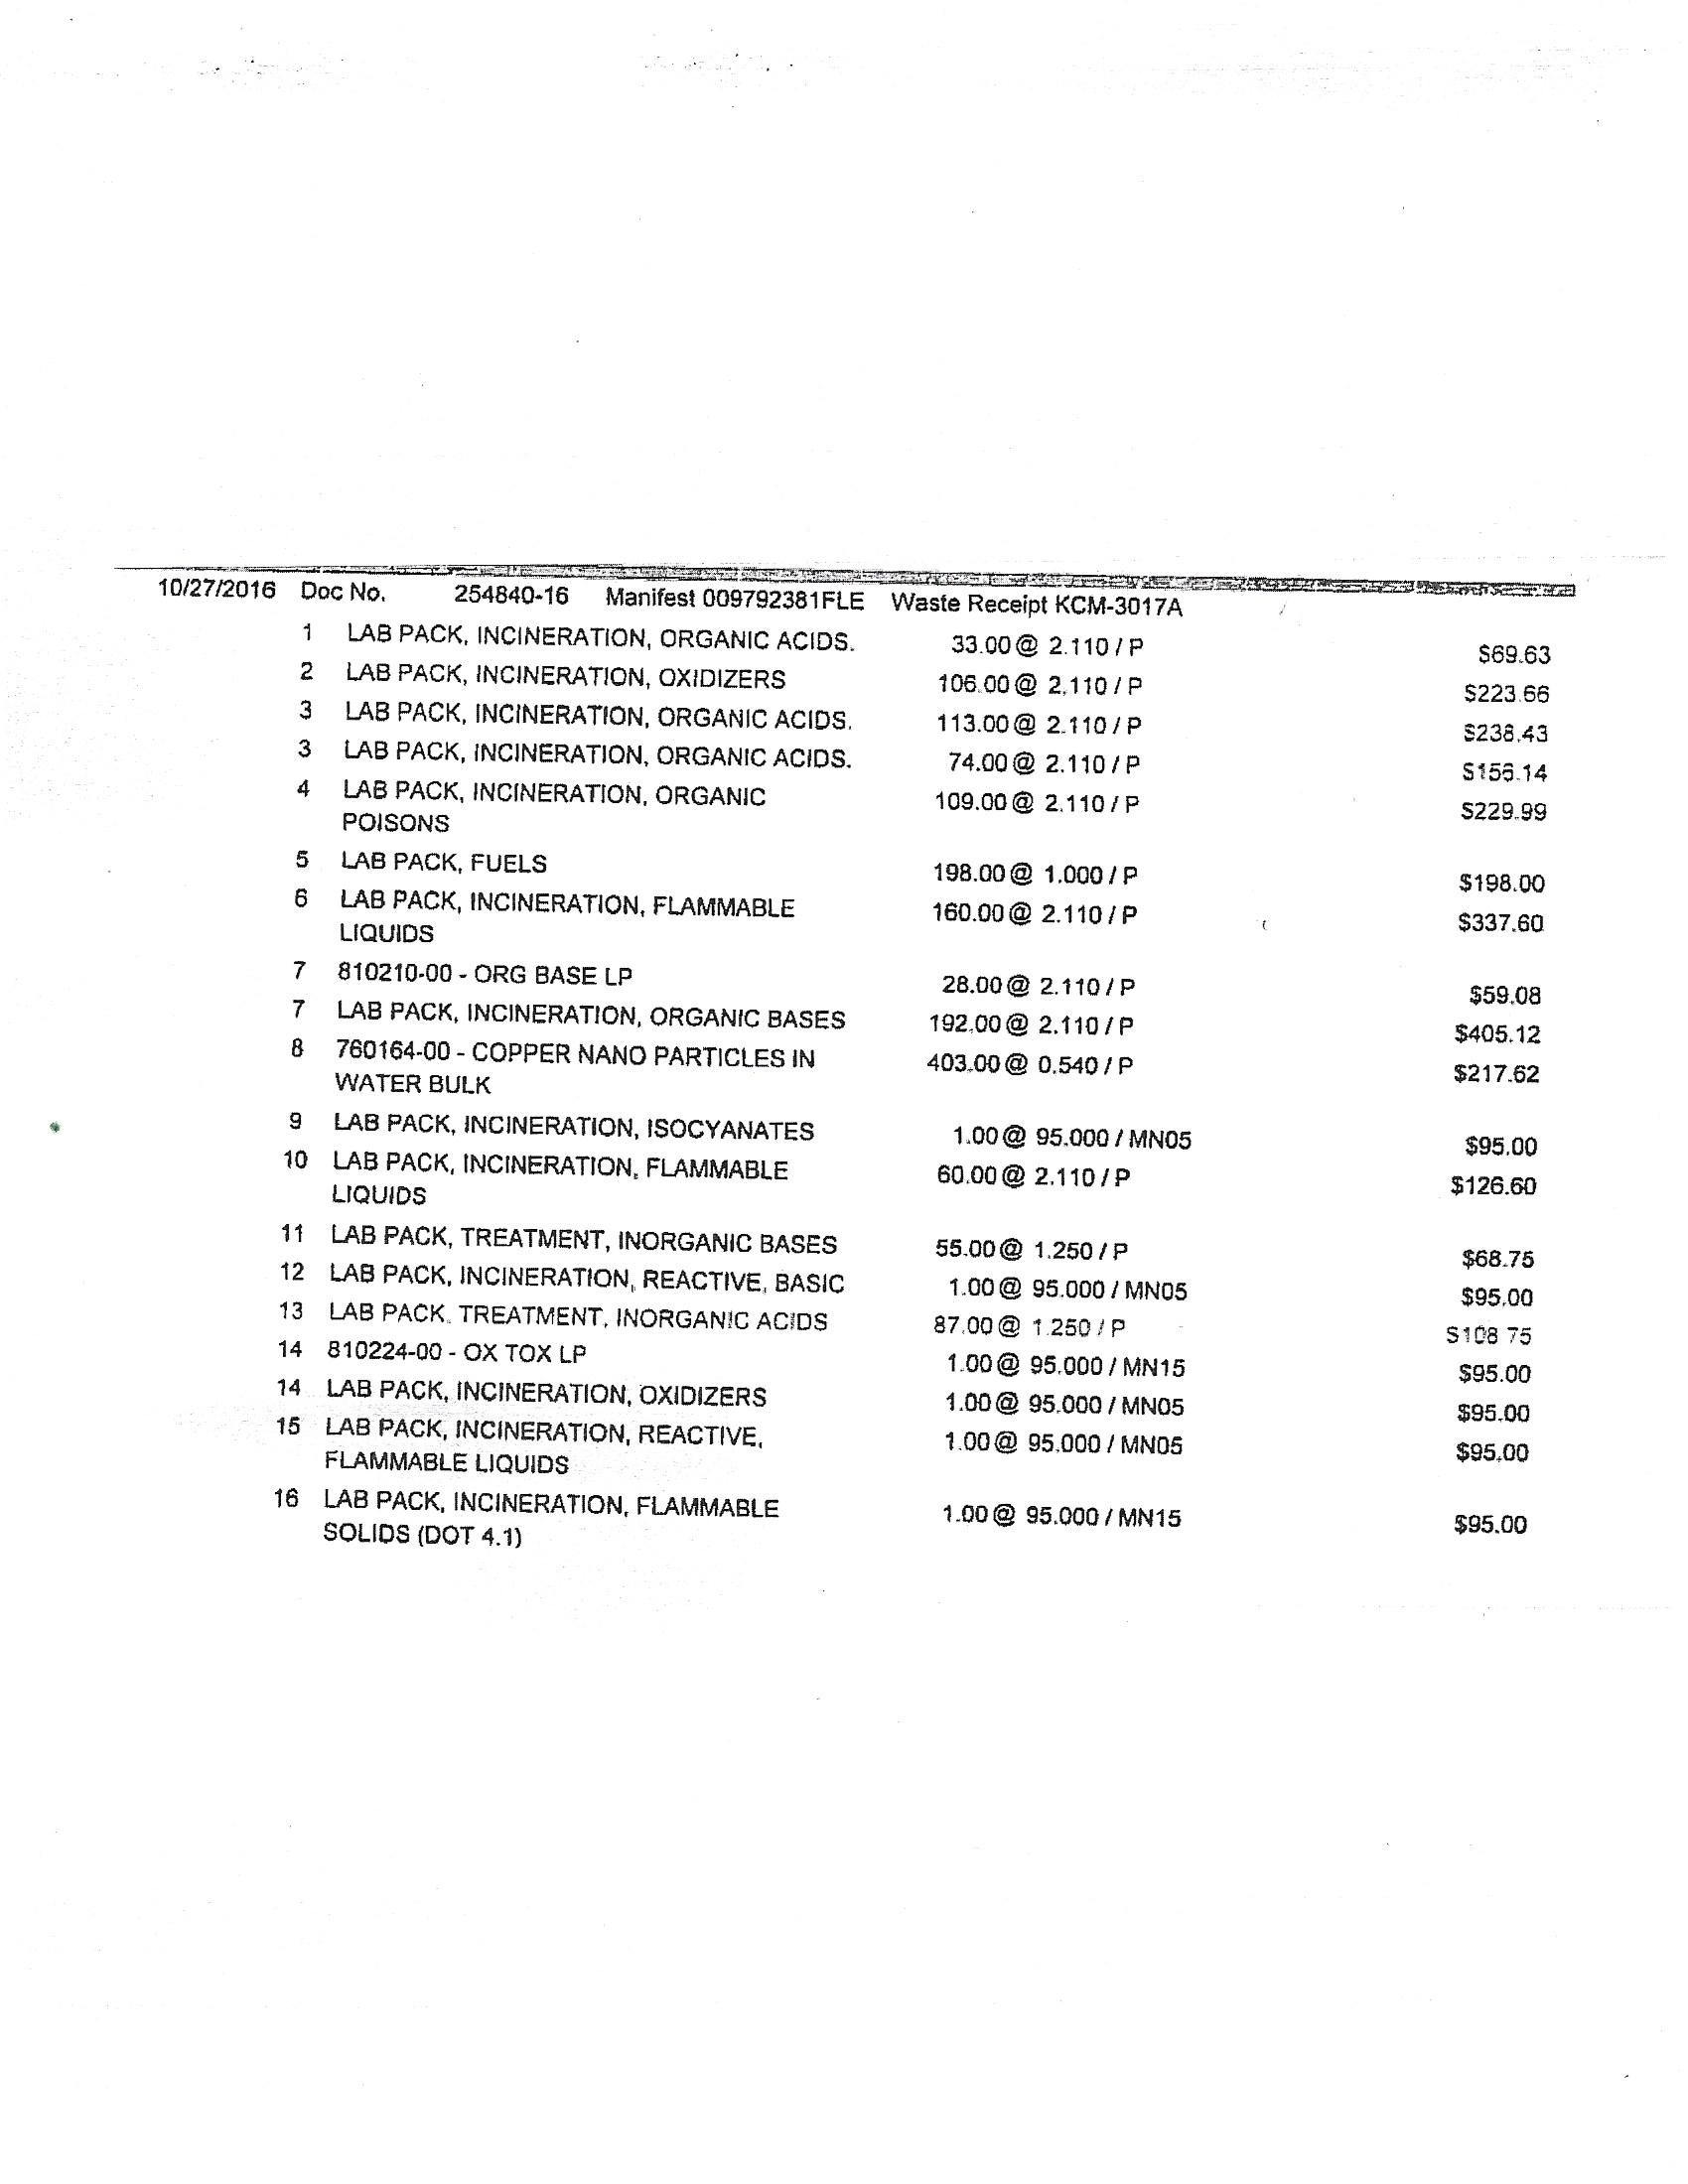 10/27/2016 Doc No. 254840-16 Manifest 009792381FLE Waste Receipt KCM-3017A
1 LAB PACK, INCINERATION, ORGANIC ACIDS. 33.00@ 2.110 / P $69.63
2 LAB PACK, INCINERATION, OXIDIZERS 106.00@ 2.110 / P $223.66
3 LAB PACK, INCINERATION, ORGANIC ACIDS. 113.00@ 2.110 / P $238.43
3 LAB PACK, INCINERATION, ORGANIC ACIDS. 74.00@ 2.110 / P $156.14
4 LAB PACK, INCINERATION, ORGANIC 109.00@ 2.110 / P $229.99
POISONS
5 LAB PACK, FUELS 198.00@ 1.000 / P $198.00
6 LAB PACK, INCINERATION, FLAMMABLE 160.00@ 2.110 / P $337.60
LIQUIDS
7 810210-00 - ORG BASE LP 28.00@ 2.110 / P $59.08
7 LAB PACK, INCINERATION, ORGANIC BASES 192.00@ 2.110 / P $405.12
8 760164-00 - COPPER NANO PARTICLES IN 403.00@ 0.540 / P $217.62
WATER BULK
9 LAB PACK, INCINERATION, ISOCYANATES 1.00@ 95.000 / MN05 $95.00
10 LAB PACK, INCINERATION, FLAMMABLE 60.00@ 2.110 / P $126.60
LIQUIDS
11 LAB PACK, TREATMENT, INORGANIC BASES 55.00@ 1.250 / P $68.75
12 LAB PACK, INCINERATION, REACTIVE, BASIC 1.00@ 95.000 / MN05 $95.00
13 LAB PACK, TREATMENT, INORGANIC ACIDS 87.00@ 1.250 / P $108.75
14 810224-00 - OX TOX LP 1.00@ 95.000 / MN15 $95.00
14 LAB PACK, INCINERATION, OXIDIZERS 1.00@ 95.000 / MN05 $95.00
15 LAB PACK, INCINERATION, REACTIVE, 1.00@ 95.000 / MN05 $95.00
FLAMMABLE LIQUIDS
16 LAB PACK, INCINERATION, FLAMMABLE 1.00@ 95.000 / MN15 $95.00
SOLIDS (DOT 4.1)